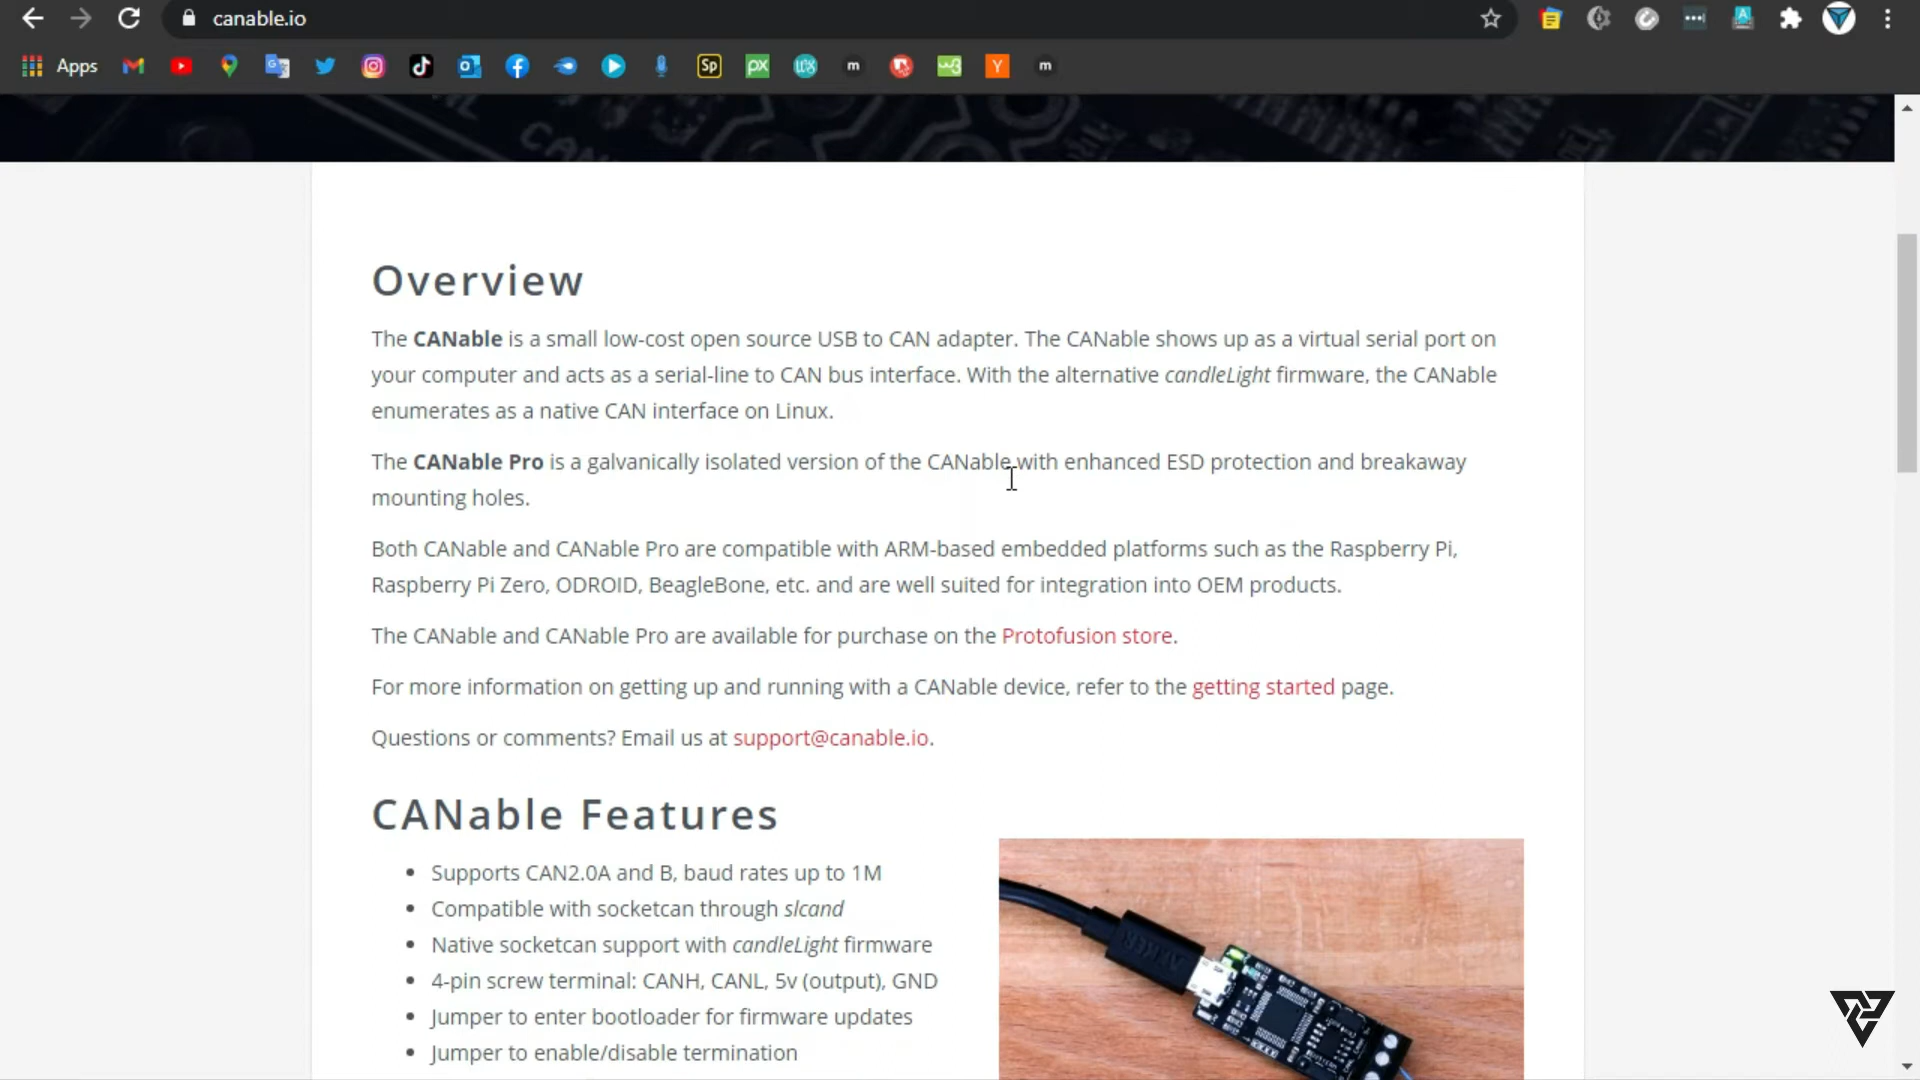 canable.io
Apps
Sp
px
m
w3
Y
m
A
CAN
Overview
The CANable is a small low-cost open source USB to CAN adapter. The CANable shows up as a virtual serial port on
your computer and acts as a serial-line to CAN bus interface. With the alternative candleLight firmware, the CANable
enumerates as a native CAN interface on Linux.
The CANable Pro is a galvanically isolated version of the CANable with enhanced ESD protection and breakaway
mounting holes.
Both CANable and CANable Pro are compatible with ARM-based embedded platforms such as the Raspberry Pi,
Raspberry Pi Zero, ODROID, BeagleBone, etc. and are well suited for integration into OEM products.
The CANable and CANable Pro are available for purchase on the Protofusion store.
For more information on getting up and running with a CANable device, refer to the getting started page.
Questions or comments? Email us at support@canable.io.
CANable Features
• Supports CAN2.0A and B, baud rates up to 1M
• Compatible with socketcan through slcand
• Native socketcan support with candleLight firmware
• 4-pin screw terminal: CANH, CANL, 5v (output), GND
• Jumper to enter bootloader for firmware updates
• Jumper to enable/disable termination
ANKER